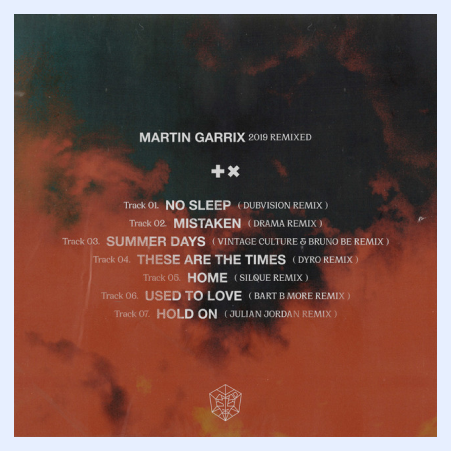 MARTIN GARRIX 2019 REMIXED
+×
Track 01. NO SLEEP ( DUBVISION REMIX )
Track 02. MISTAKEN ( DRAMA REMIX )
Track 03. SUMMER DAYS ( VINTAGE CULTURE & BRUNO BE REMIX )
Track 04. THESE ARE THE TIMES ( DYRO REMIX )
Track 05. HOME ( SILQUE REMIX )
Track 06. USED TO LOVE ( BART B MORE REMIX )
Track 07. HOLD ON ( JULIAN JORDAN REMIX )